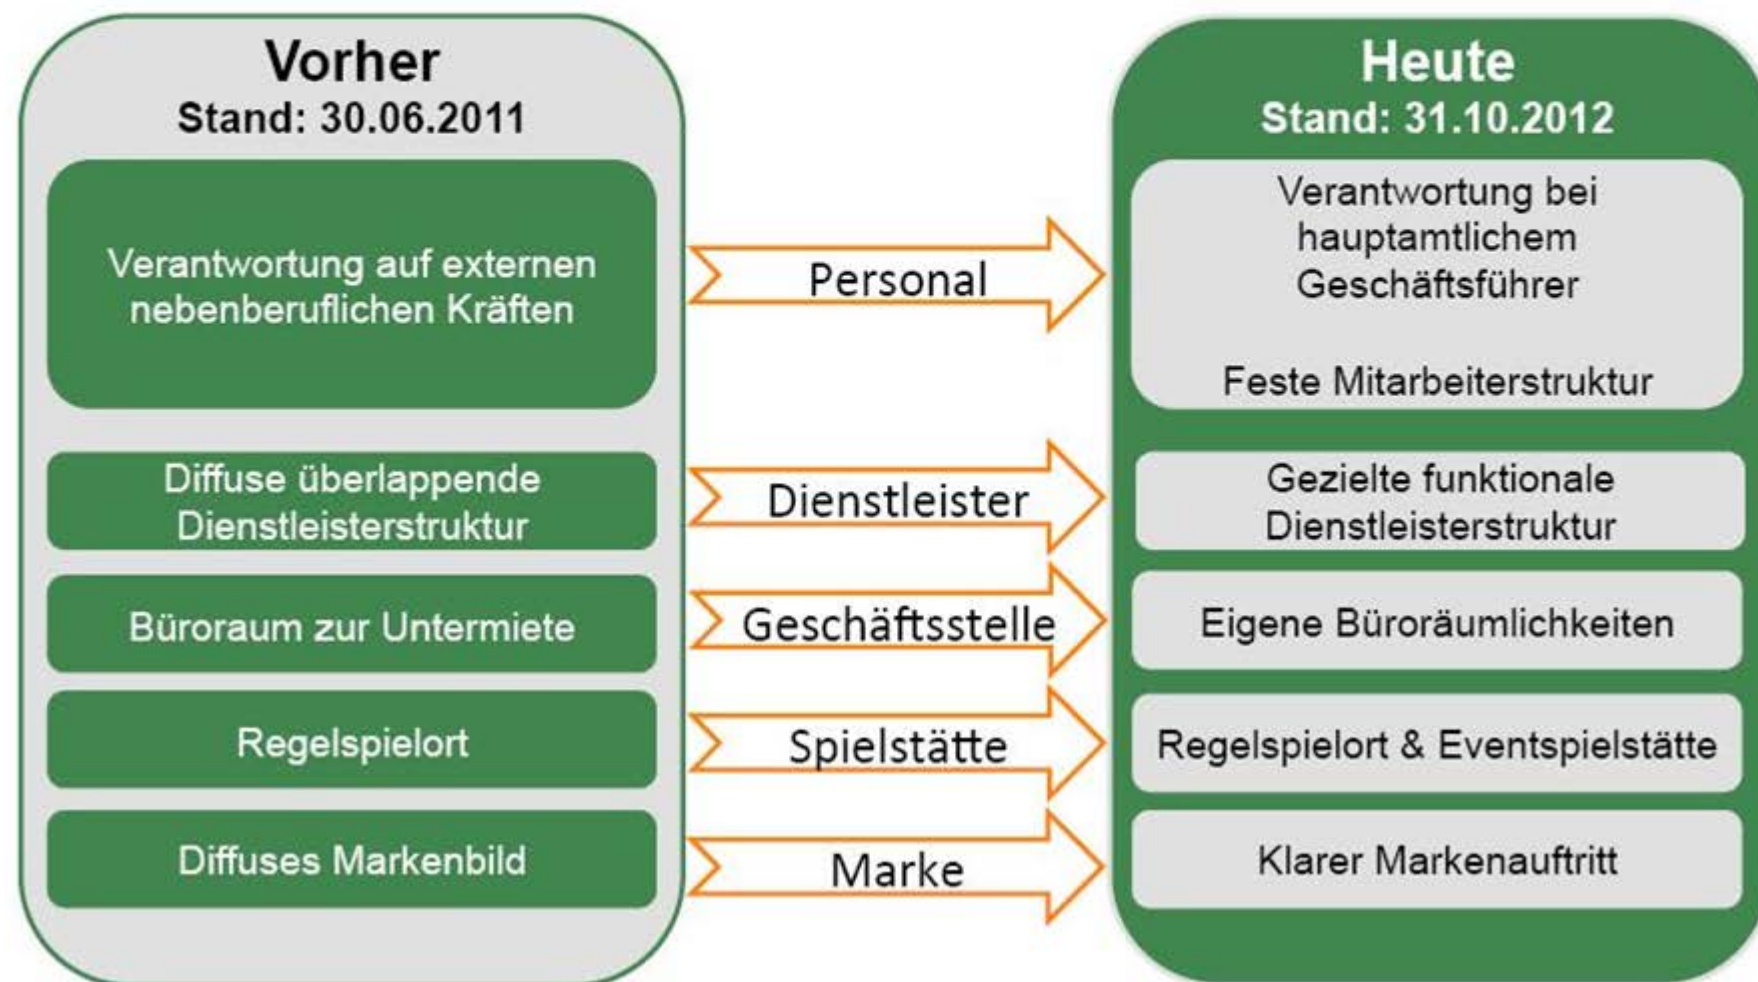 Vorher
Stand: 30.06.2011
Verantwortung auf externen
nebenberuflichen Kräften
Diffuse überlappende
Dienstleisterstruktur
Büroraum zur Untermiete
Regelspielort
Diffuses Markenbild
Personal
Dienstleister
Geschäftsstelle
Spielstätte
Marke
Heute
Stand: 31.10.2012
Verantwortung bei
hauptamtlichem
Geschäftsführer
Feste Mitarbeiterstruktur
Gezielte funktionale
Dienstleisterstruktur
Eigene Büroräumlichkeiten
Regelspielort & Eventspielstätte
Klarer Markenauftritt